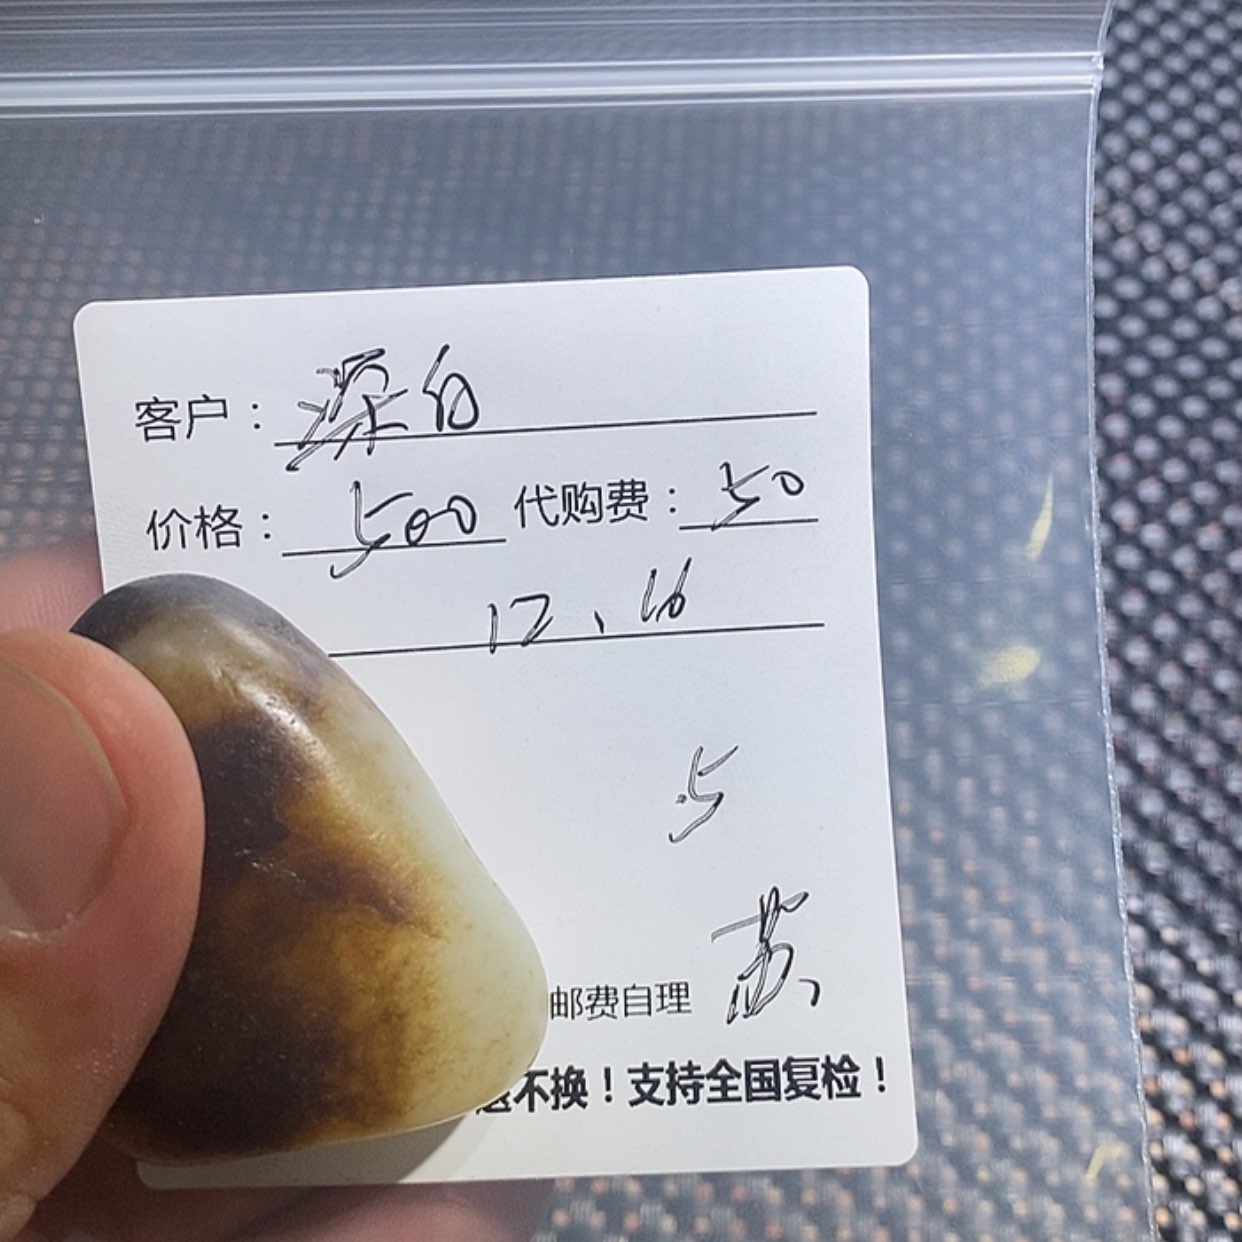 客户：深白
价格：500 代购费：50
12、16
5
邮费自理 苏
退不换！支持全国复检！